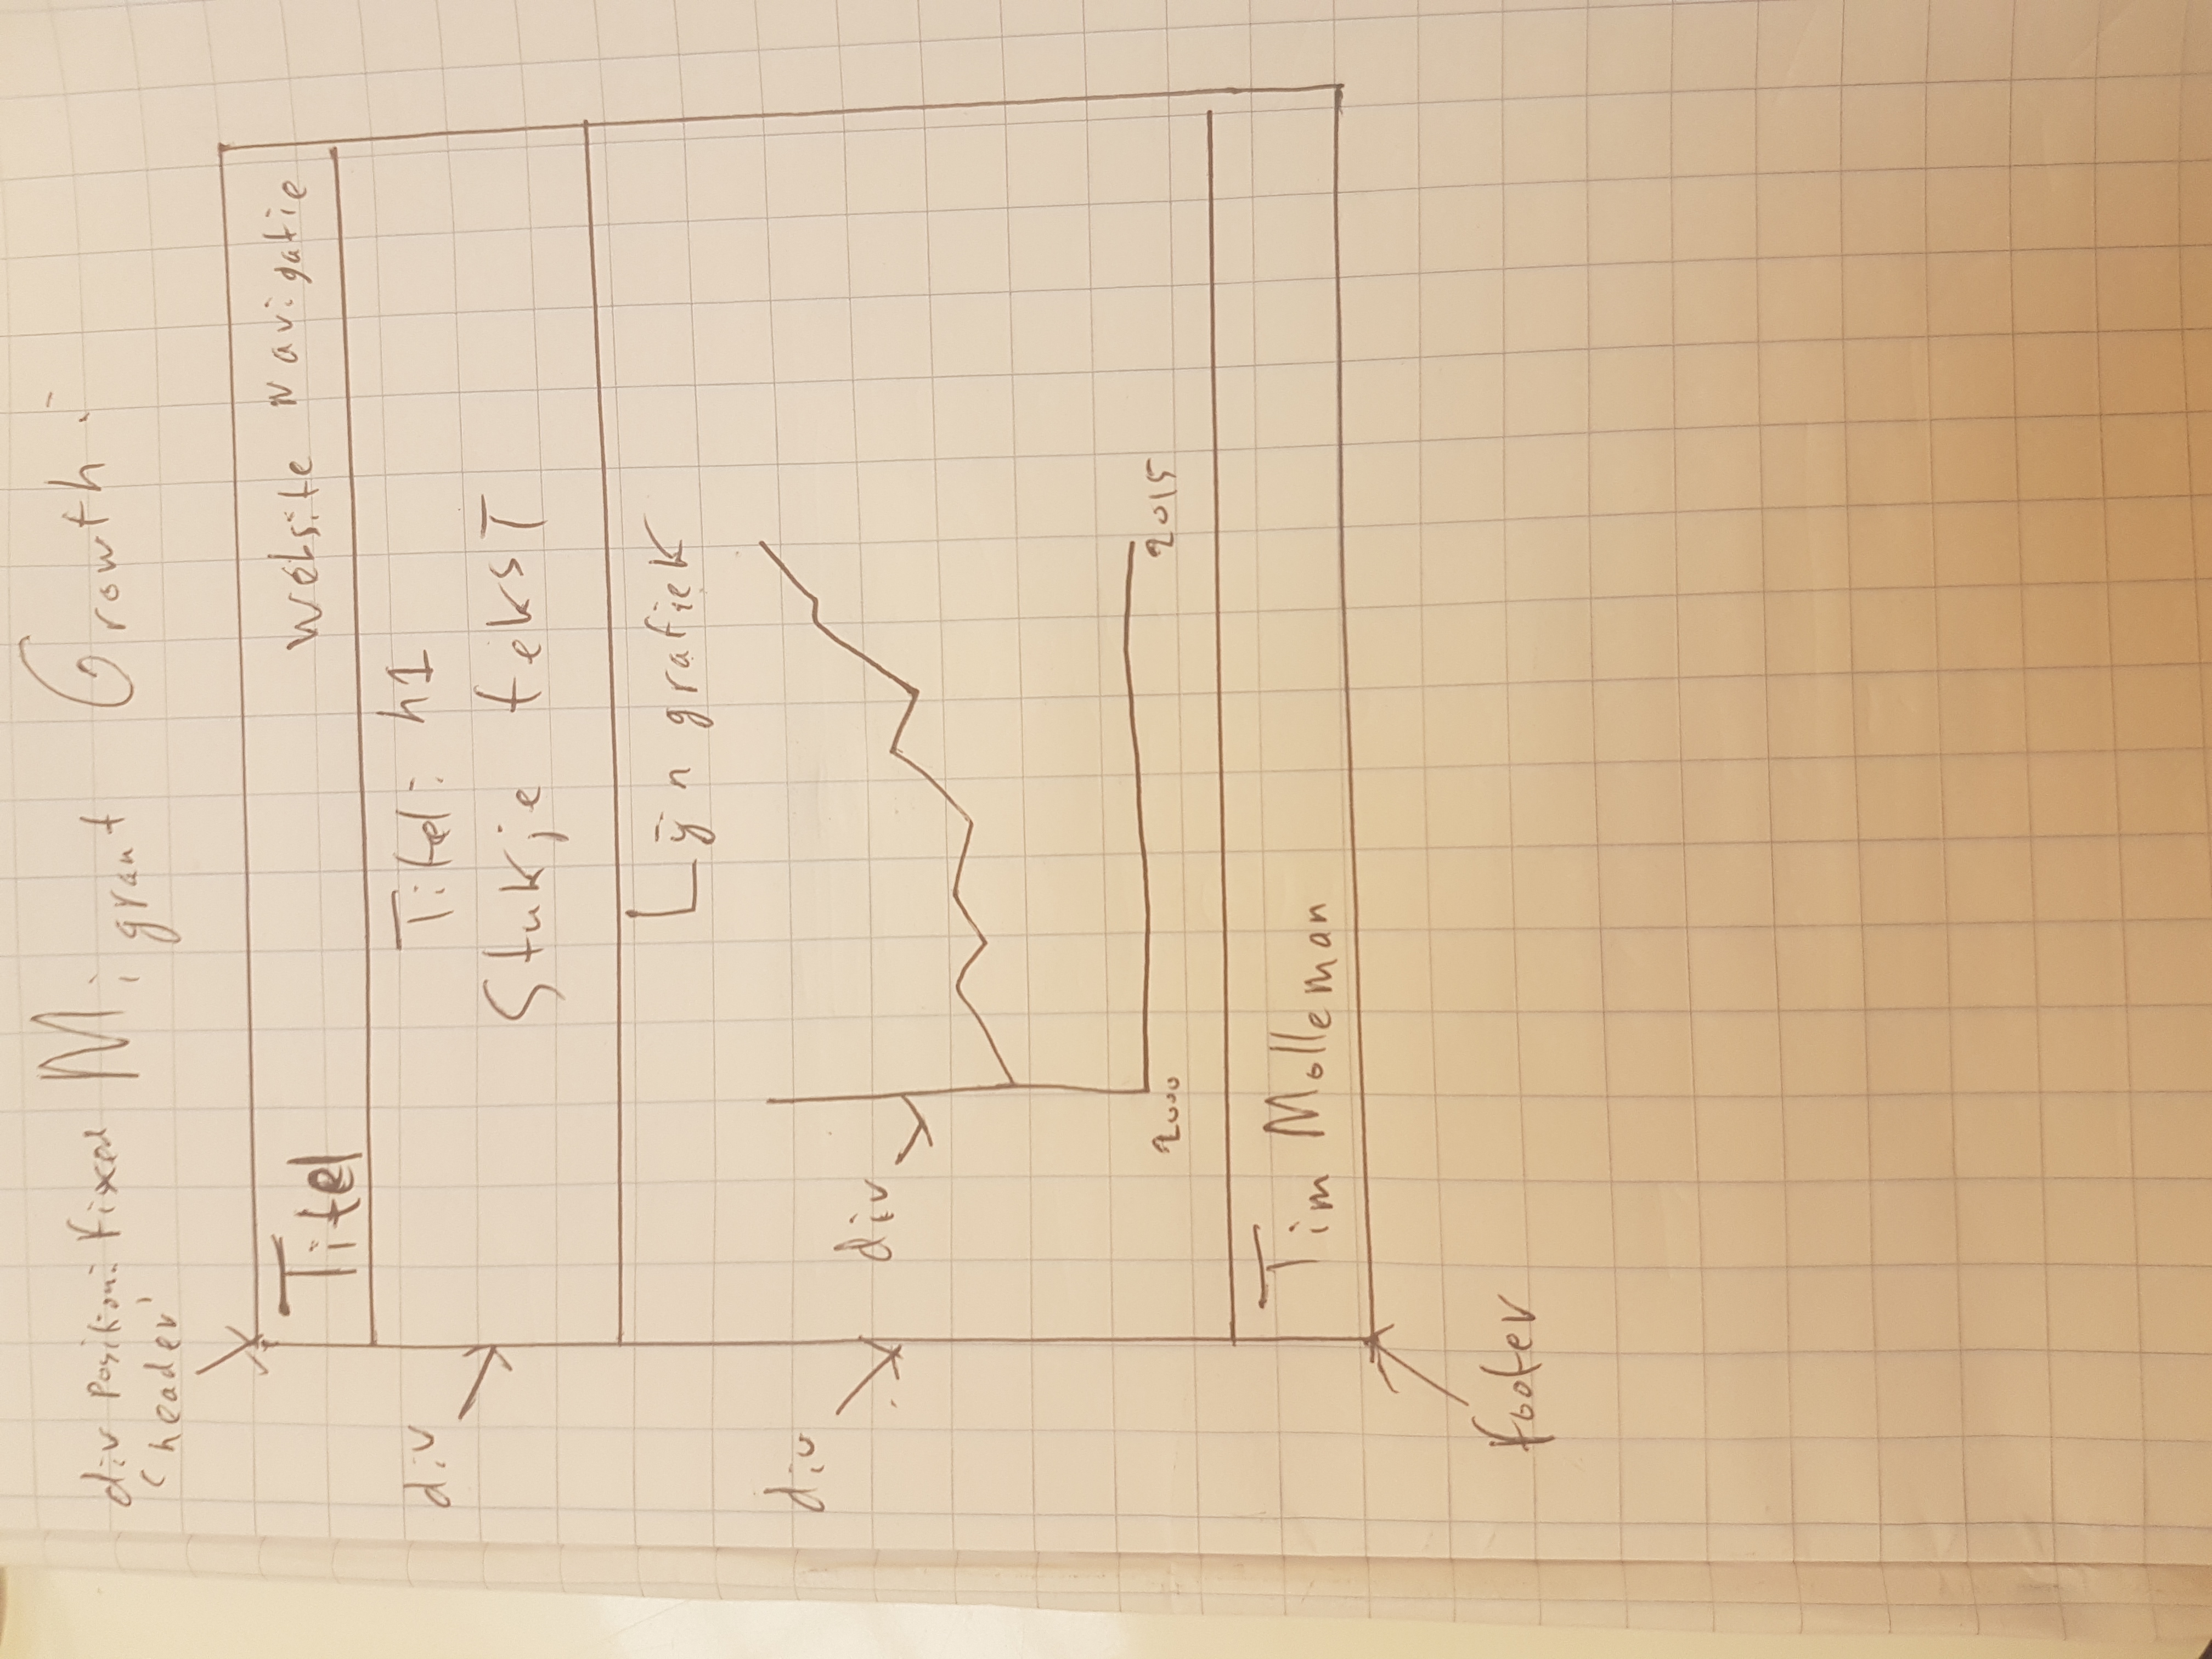 Migrant Growth:
div position: fixed
(header)
Titel
website navigatie
div
Titel: h1
Stukje tekst
div
Lijn grafiek
div
2000
2015
Tim Molleman
footer